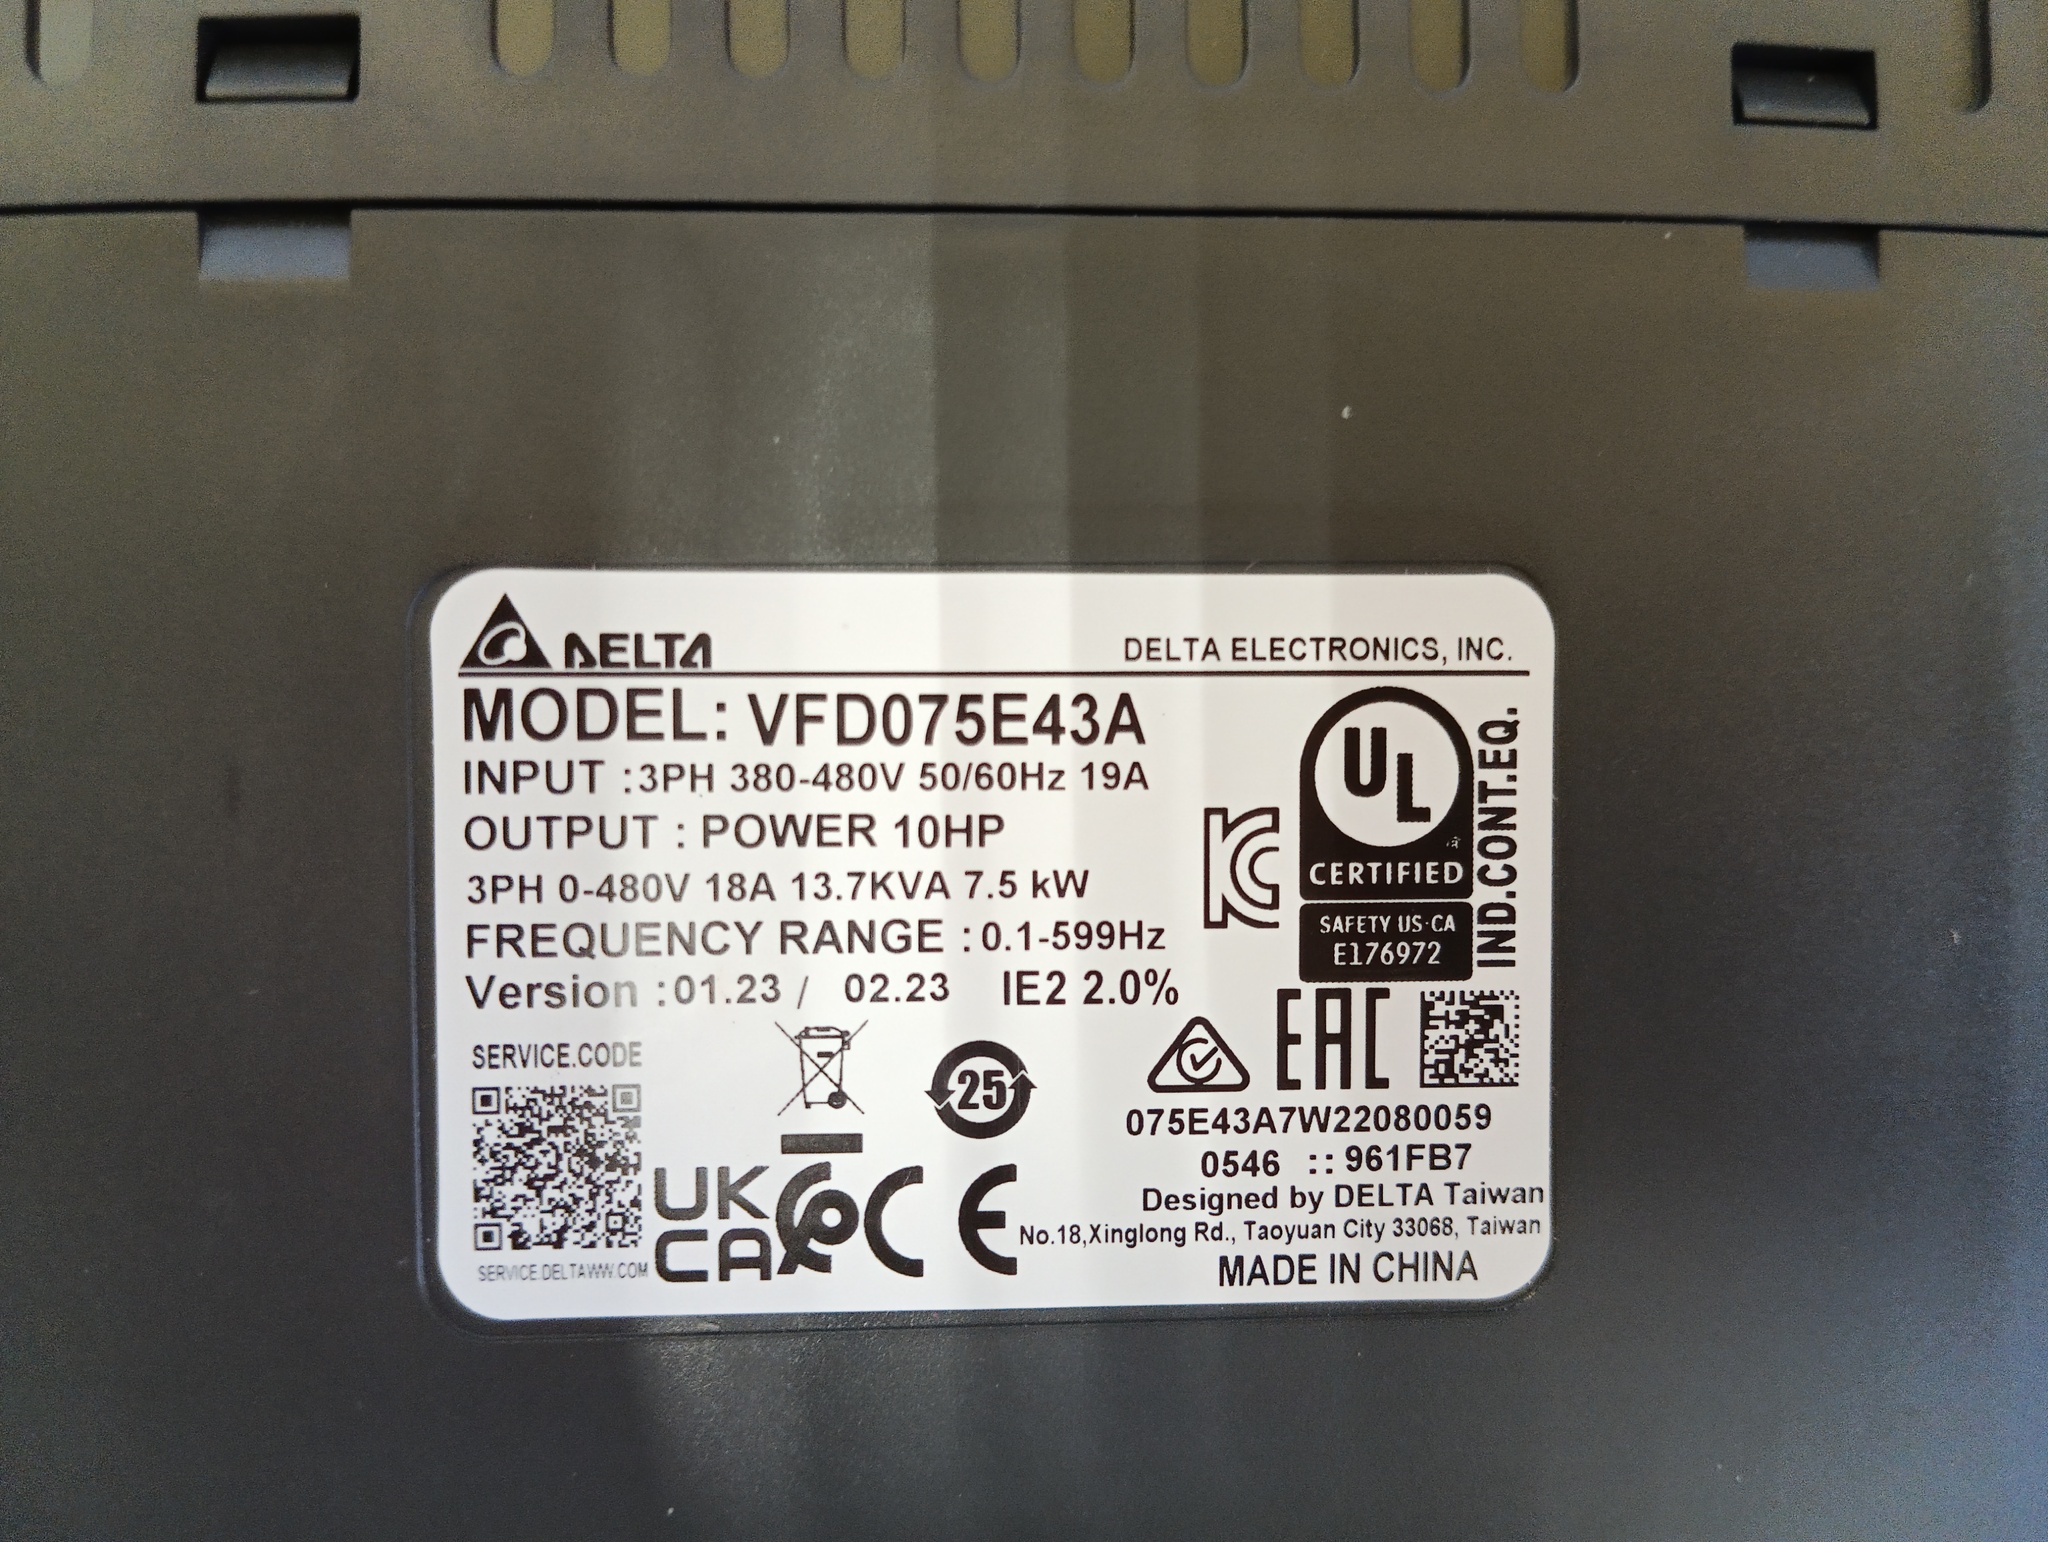 DELTA
DELTA ELECTRONICS, INC.
MODEL: VFD075E43A
INPUT :3PH 380-480V 50/60Hz 19A
OUTPUT : POWER 10HP
3PH 0-480V 18A 13.7KVA 7.5 kW
FREQUENCY RANGE : 0.1-599Hz
Version :01.23 / 02.23 IE2 2.0%
UL
CERTIFIED
SAFETY US·CA
E176972
IND.CONT.EQ.
KC
SERVICE.CODE
SERVICE.DELTAWW.COM
25
UK
CA
CE
EAC
075E43A7W22080059
0546 :: 961FB7
Designed by DELTA Taiwan
No.18,Xinglong Rd., Taoyuan City 33068, Taiwan
MADE IN CHINA